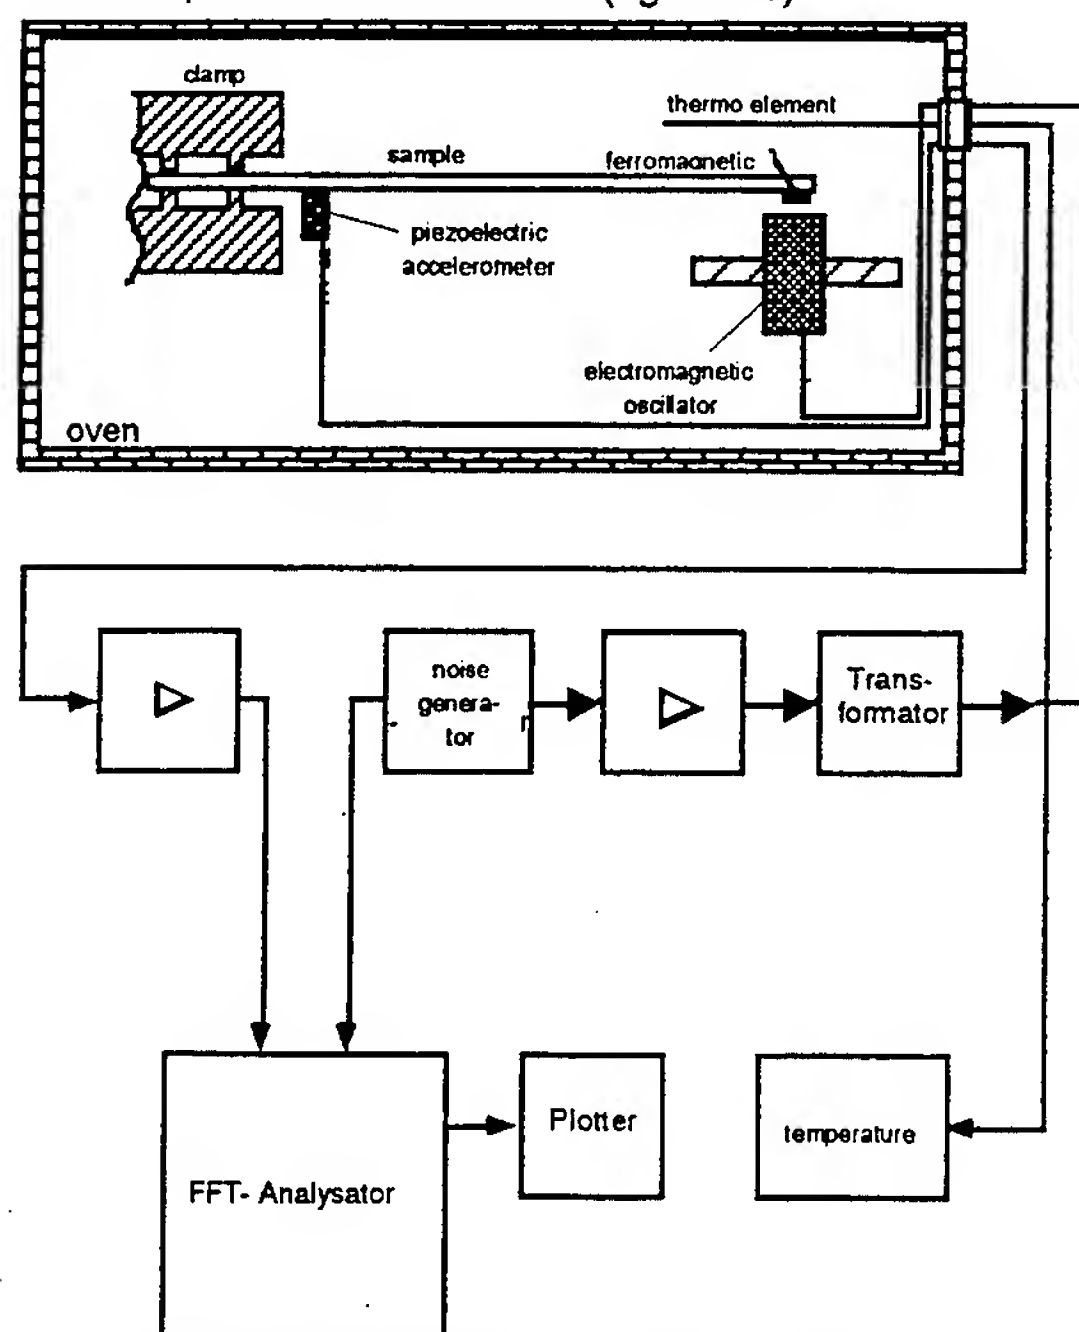 clamp
thermo element
sample
ferromagnetic
piezoelectric
accelerometer
electromagnetic
oscillator
oven
noise
genera-
tor
Trans-
formator
Plotter
temperature
FFT- Analysator